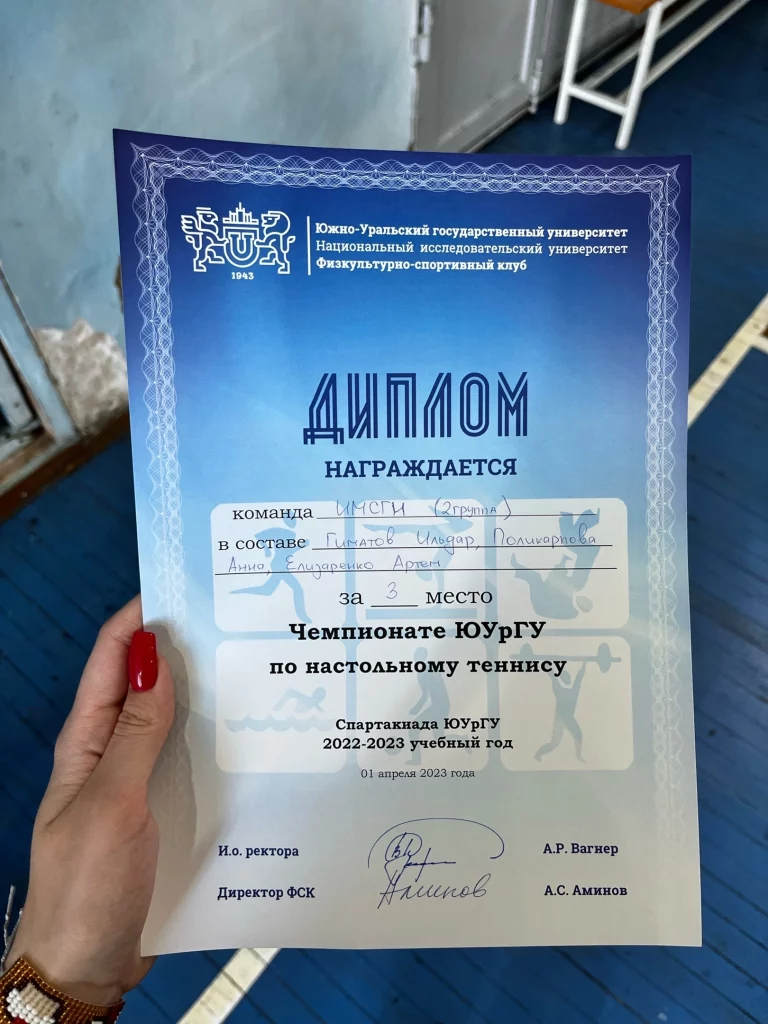 1943
Южно-Уральский государственный университет
Национальный исследовательский университет
Физкультурно-спортивный клуб
ДИПЛОМ
НАГРАЖДАЕТСЯ
команда ИМСГН (2группа)
в составе Гиматов Ильдар, Поликарпова
Анна, Елизаренко Артем
за 3 место
Чемпионате ЮУрГУ
по настольному теннису
Спартакиада ЮУрГУ
2022-2023 учебный год
01 апреля 2023 года
И.о. ректора А.Р. Вагнер
Директор ФСК Аминов А.С. Аминов